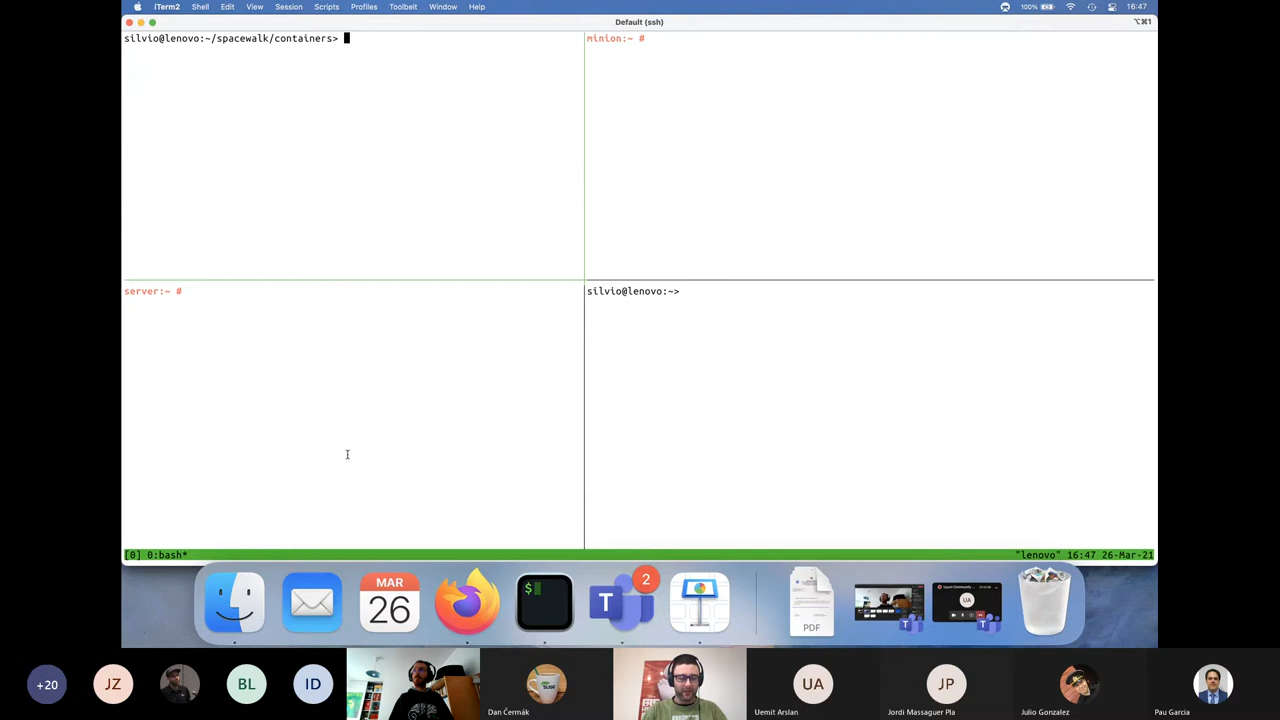 iTerm2 Shell Edit View Session Scripts Profiles Toolbelt Window Help 100% 16:47
Default (ssh) ⌥⌘1
silvio@lenovo:~/spacewalk/containers>
minion:~ #
server:~ #
silvio@lenovo:~>
[0] 0:bash* "lenovo" 16:47 26-Mar-21
MAR
26
$
T
2
PDF
UA
T
T
+20 JZ BL ID UA JP
Dan Čermák Uemit Arslan Jordi Massaguer Pla Julio Gonzalez Pau Garcia